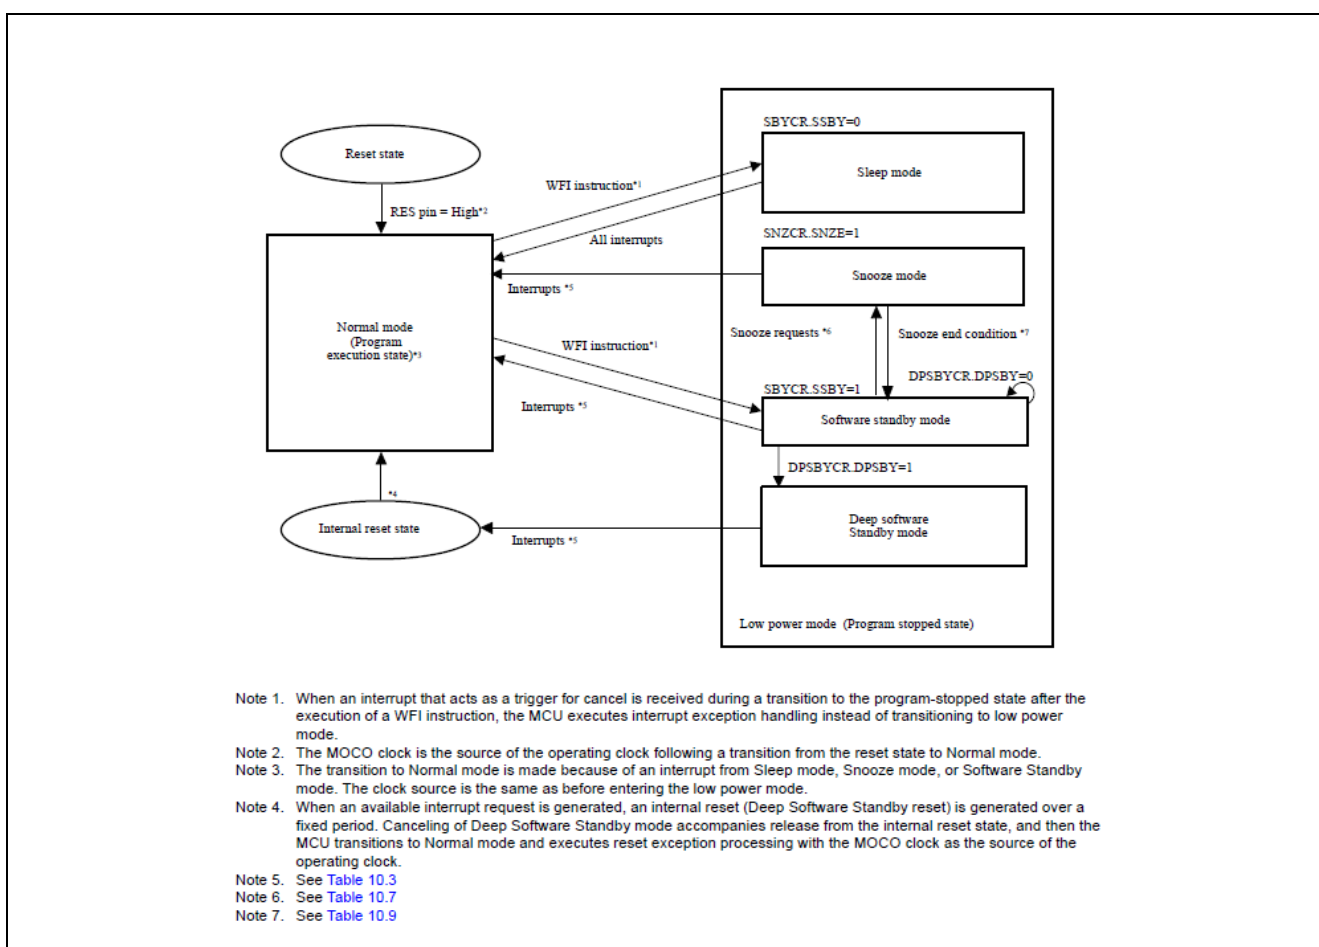 SBYCR.SSBY=0
Reset state
Sleep mode
WFI instruction*1
RES pin = High*2
All interrupts
SNZCR.SNZE=1
Snooze mode
Interrupts *5
Normal mode
(Program
execution state)*3
Snooze requests *6
Snooze end condition *7
WFI instruction*1
DPSBYCR.DPSBY=0
SBYCR.SSBY=1
Interrupts *5
Software standby mode
DPSBYCR.DPSBY=1
*4
Internal reset state
Deep software
Standby mode
Interrupts *5
Low power mode (Program stopped state)
Note 1. When an interrupt that acts as a trigger for cancel is received during a transition to the program-stopped state after the
execution of a WFI instruction, the MCU executes interrupt exception handling instead of transitioning to low power
mode.
Note 2. The MOCO clock is the source of the operating clock following a transition from the reset state to Normal mode.
Note 3. The transition to Normal mode is made because of an interrupt from Sleep mode, Snooze mode, or Software Standby
mode. The clock source is the same as before entering the low power mode.
Note 4. When an available interrupt request is generated, an internal reset (Deep Software Standby reset) is generated over a
fixed period. Canceling of Deep Software Standby mode accompanies release from the internal reset state, and then the
MCU transitions to Normal mode and executes reset exception processing with the MOCO clock as the source of the
operating clock.
Note 5. See Table 10.3
Note 6. See Table 10.7
Note 7. See Table 10.9